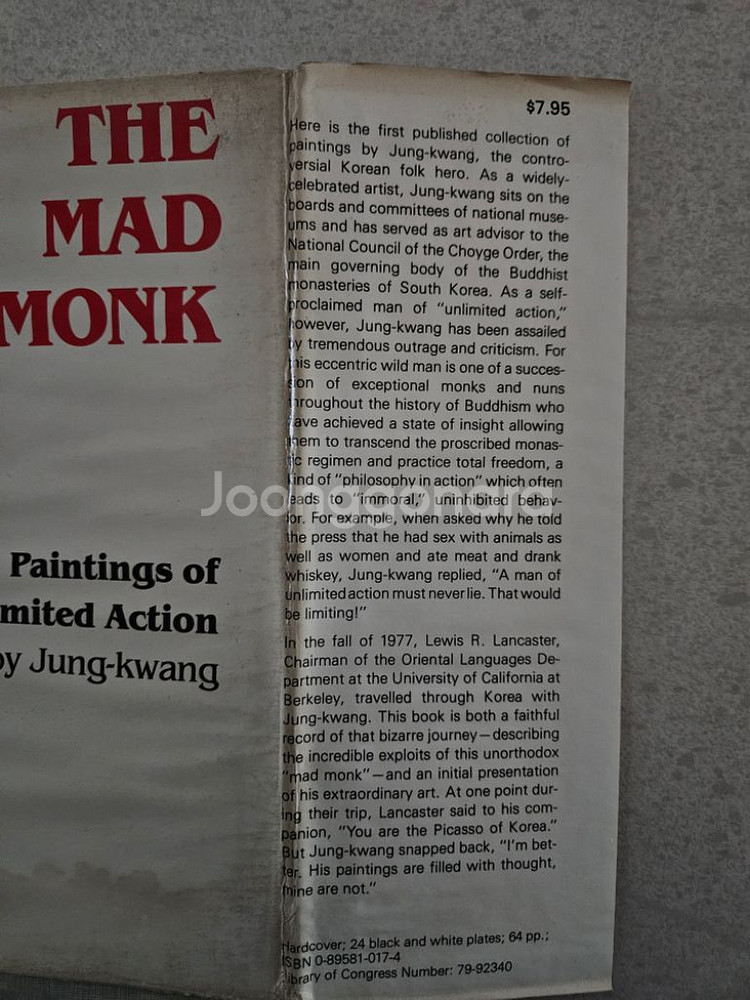 THE
MAD
MONK
Paintings of
mited Action
by Jung-kwang
$7.95
Here is the first published collection of
paintings by Jung-kwang, the contro-
versial Korean folk hero. As a widely-
celebrated artist, Jung-kwang sits on the
boards and committees of national muse-
ums and has served as art advisor to the
National Council of the Choyge Order, the
main governing body of the Buddhist
monasteries of South Korea. As a self-
proclaimed man of "unlimited action,"
however, Jung-kwang has been assailed
by tremendous outrage and criticism. For
this eccentric wild man is one of a succes-
sion of exceptional monks and nuns
throughout the history of Buddhism who
have achieved a state of insight allowing
them to transcend the proscribed monas-
tic regimen and practice total freedom, a
kind of "philosophy in action" which often
leads to "immoral," uninhibited behav-
ior. For example, when asked why he told
the press that he had sex with animals as
well as women and ate meat and drank
whiskey, Jung-kwang replied, "A man of
unlimited action must never lie. That would
be limiting!"
In the fall of 1977, Lewis R. Lancaster,
Chairman of the Oriental Languages De-
partment at the University of California at
Berkeley, travelled through Korea with
Jung-kwang. This book is both a faithful
record of that bizarre journey—describing
the incredible exploits of this unorthodox
"mad monk"—and an initial presentation
of his extraordinary art. At one point dur-
ing their trip, Lancaster said to his com-
panion, "You are the Picasso of Korea."
But Jung-kwang snapped back, "I'm bet-
ter. His paintings are filled with thought,
mine are not."
Hardcover; 24 black and white plates; 64 pp.;
ISBN 0-89581-017-4
Library of Congress Number: 79-92340
Joonggonara